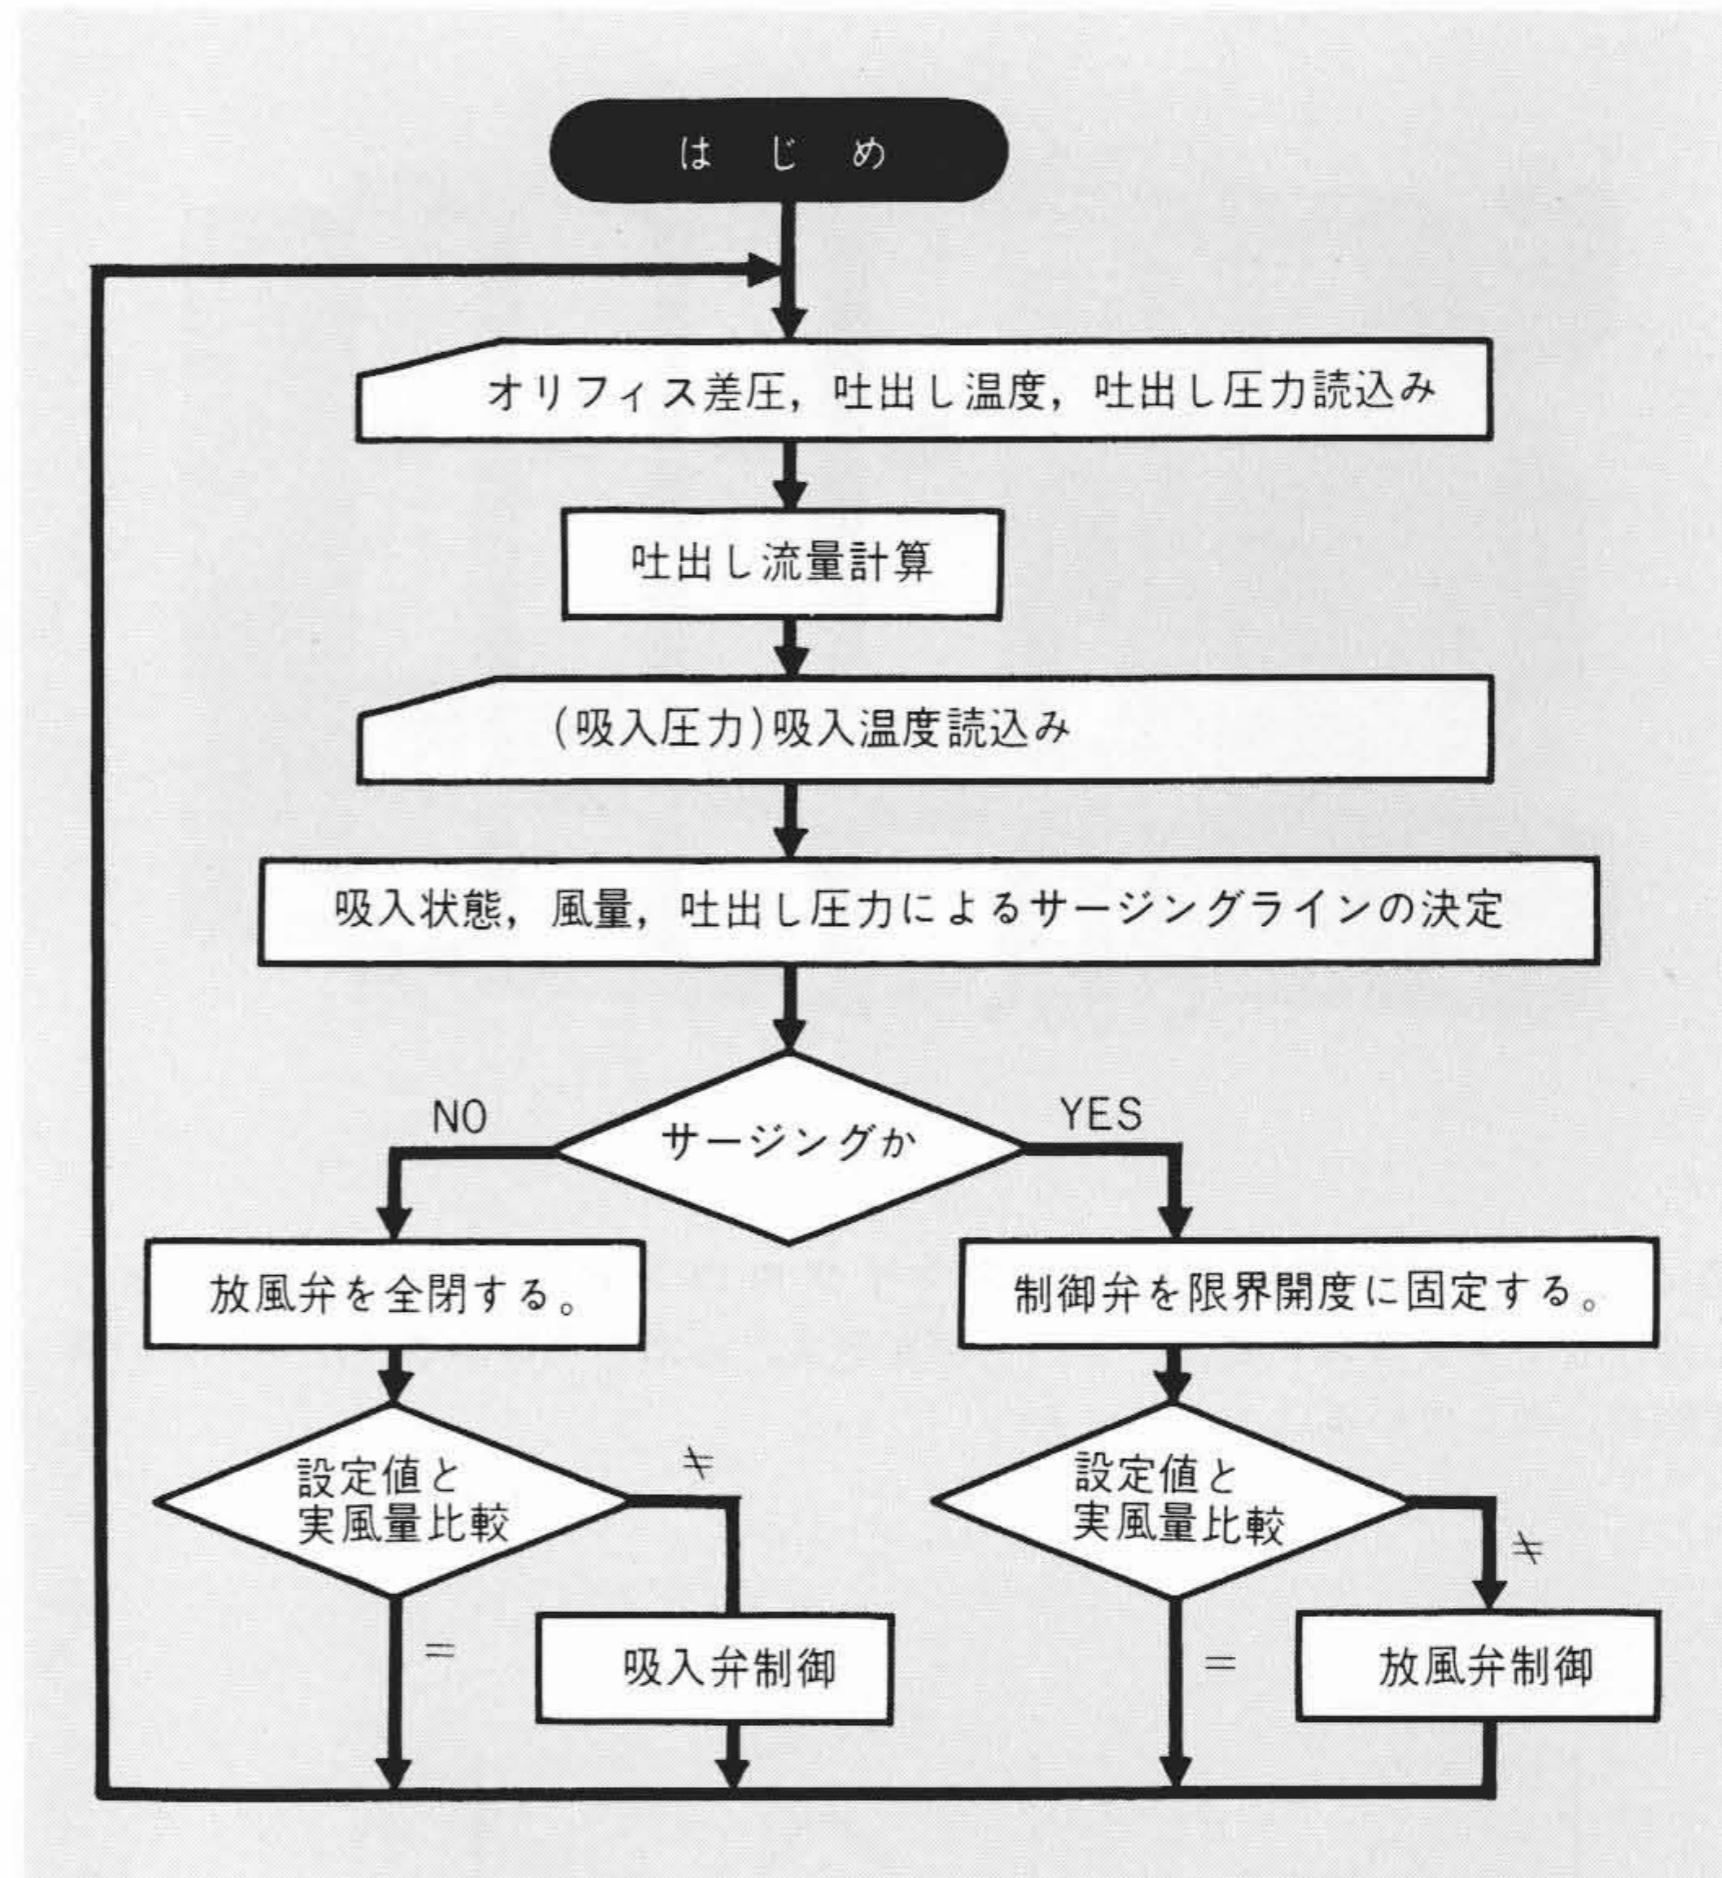 はじめ
オリフィス差圧，吐出し温度，吐出し圧力読込み
吐出し流量計算
(吸入圧力)吸入温度読込み
吸入状態，風量，吐出し圧力によるサージングラインの決定
NO
サージングか
YES
放風弁を全閉する。
制御弁を限界開度に固定する。
設定値と
実風量比較
≠
設定値と
実風量比較
≠
=
吸入弁制御
=
放風弁制御